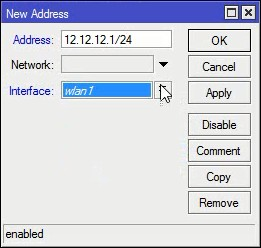 New Address
Address: 12.12.12.1/24
OK
Network:
Cancel
Interface: wlan1
Apply
Disable
Comment
Copy
Remove
enabled